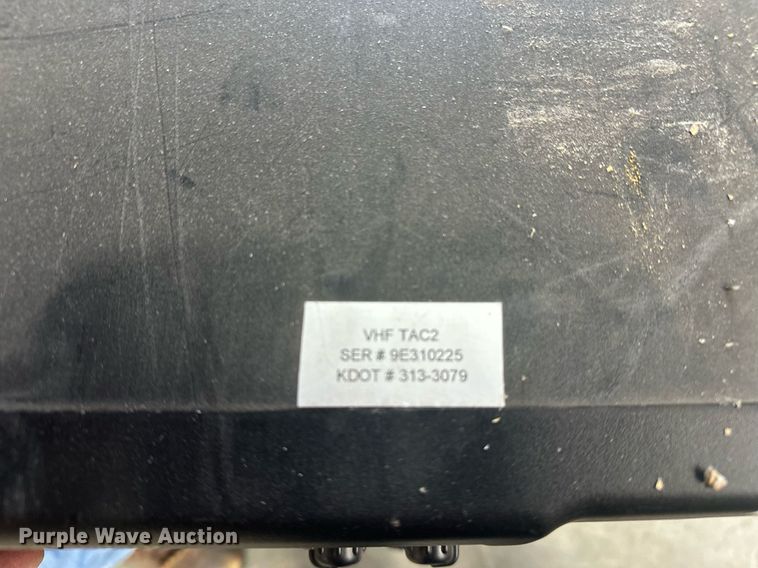 VHF TAC2
SER # 9E310225
KDOT # 313-3079
Purple Wave Auction